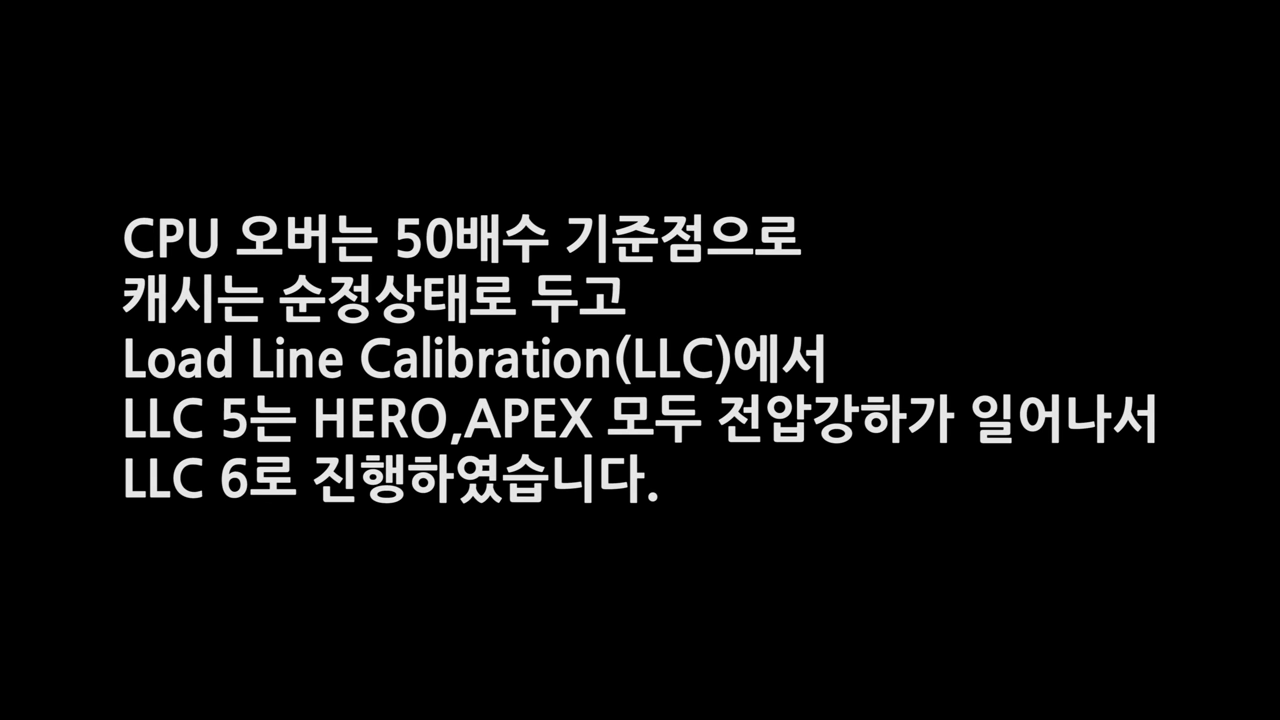 CPU 오버는 50배수 기준점으로
캐시는 순정상태로 두고
Load Line Calibration(LLC)에서
LLC 5는 HERO,APEX 모두 전압강하가 일어나서
LLC 6로 진행하였습니다.